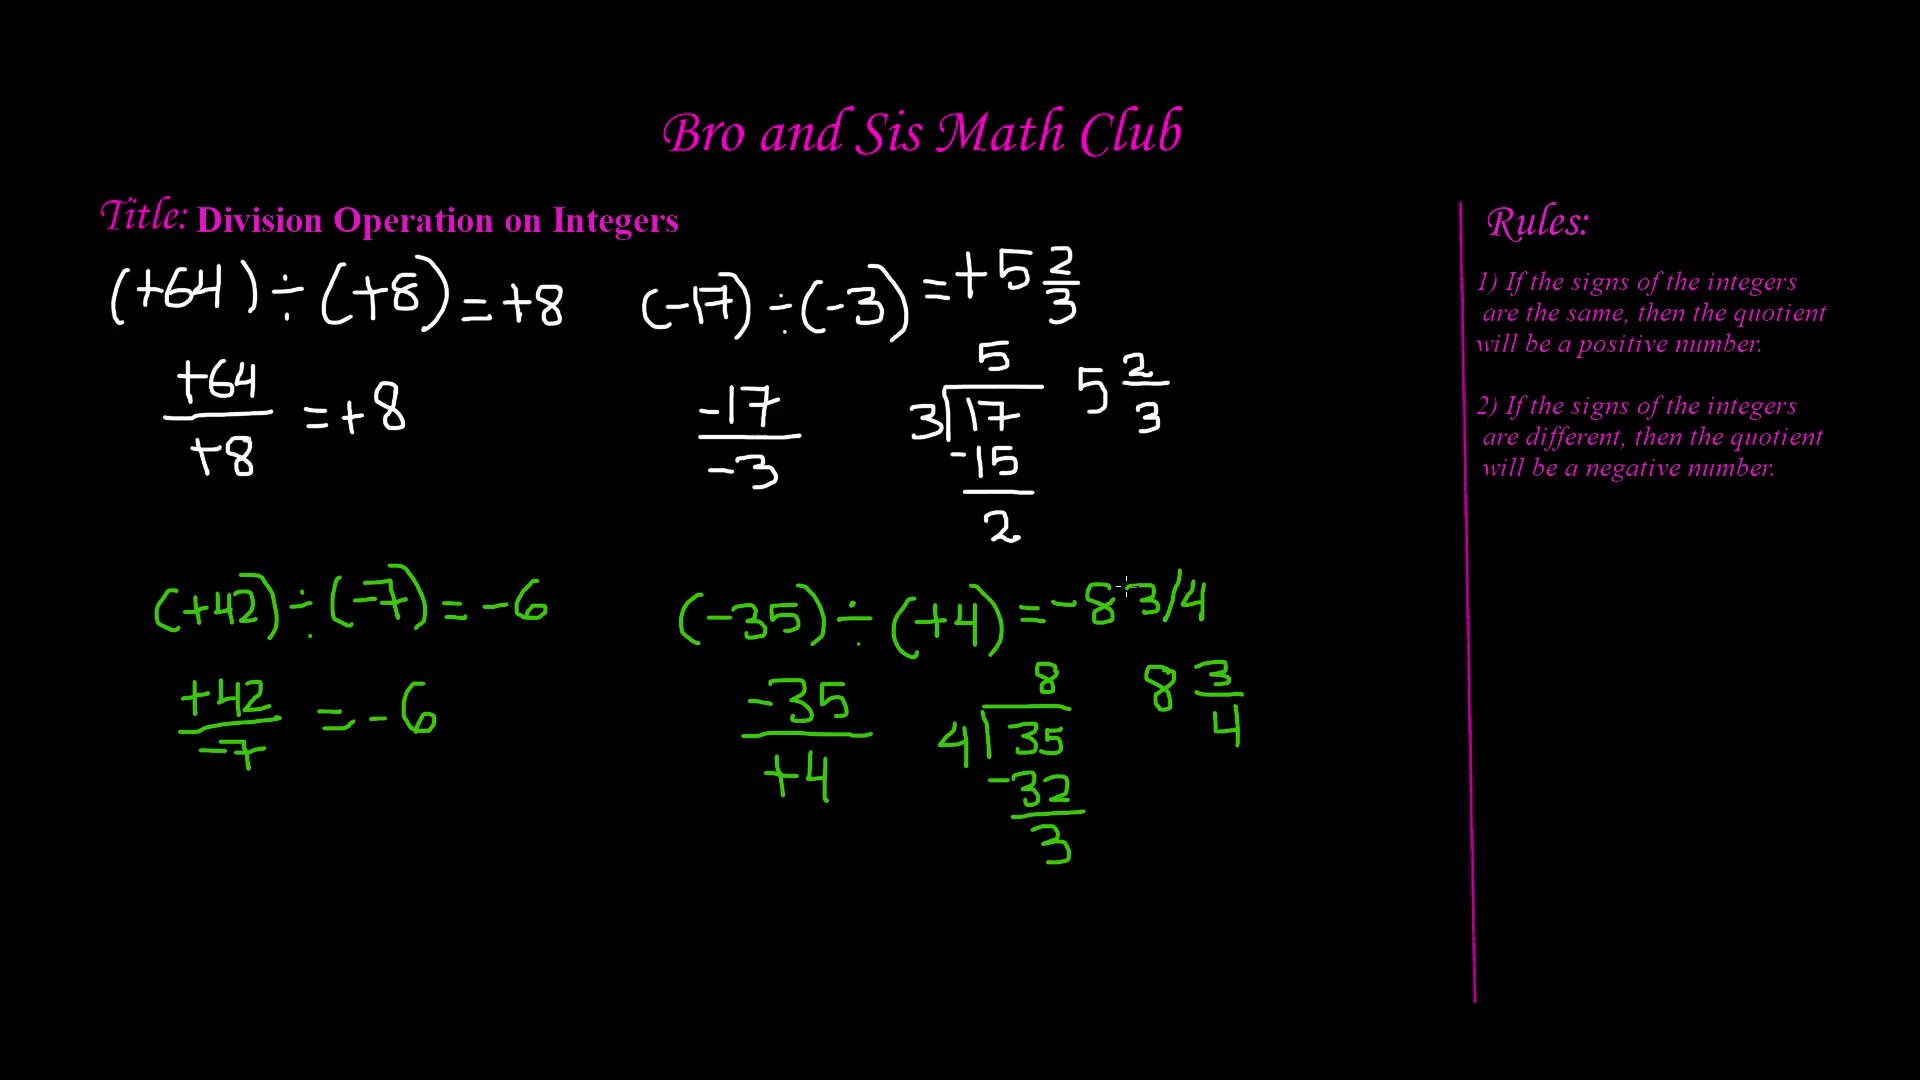 Bro and Sis Math Club
Title: Division Operation on Integers
(+64) ÷ (+8) = +8
+64
+8
= +8
(-17) ÷ (-3) = +5 2/3
-17
-3
5
3 17
-15
2
5 2/3
(+42) ÷ (-7) = -6
+42
-7
= -6
(-35) ÷ (+4) = -8 3/4
-35
+4
8
4 35
-32
3
8 3/4
Rules:
1) If the signs of the integers
are the same, then the quotient
will be a positive number.
2) If the signs of the integers
are different, then the quotient
will be a negative number.